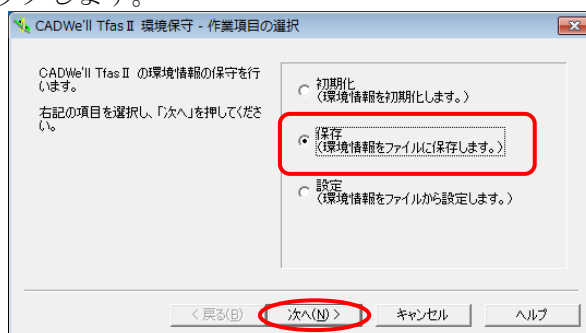 クします。
CADWe'll TfasⅡ 環境保守 - 作業項目の選択
CADWe'll TfasⅡ の環境情報の保守を行
います。
右記の項目を選択し、「次へ」を押してくださ
い。
初期化
(環境情報を初期化します。)
保存
(環境情報をファイルに保存します。)
設定
(環境情報をファイルから設定します。)
< 戻る(B)
次へ(N) >
キャンセル
ヘルプ